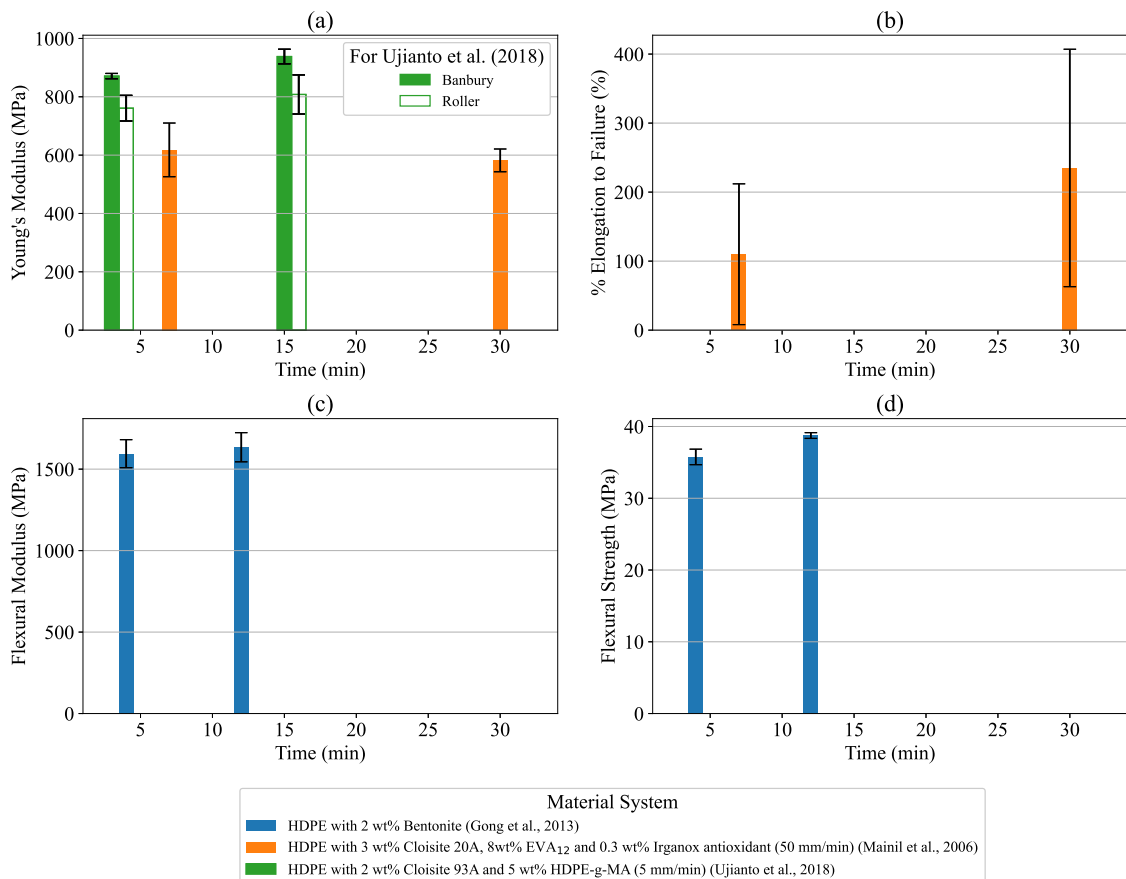 (a)
1000
800
600
400
200
0
Young's Modulus (MPa)
For Ujianto et al. (2018)
Banbury
Roller
5 10 15 20 25 30
Time (min)
(b)
400
300
200
100
0
% Elongation to Failure (%)
5 10 15 20 25 30
Time (min)
(c)
1500
1000
500
0
Flexural Modulus (MPa)
5 10 15 20 25 30
Time (min)
(d)
40
30
20
10
0
Flexural Strength (MPa)
5 10 15 20 25 30
Time (min)
Material System
HDPE with 2 wt% Bentonite (Gong et al., 2013)
HDPE with 3 wt% Cloisite 20A, 8wt% EVA₁₂ and 0.3 wt% Irganox antioxidant (50 mm/min) (Mainil et al., 2006)
HDPE with 2 wt% Cloisite 93A and 5 wt% HDPE-g-MA (5 mm/min) (Ujianto et al., 2018)